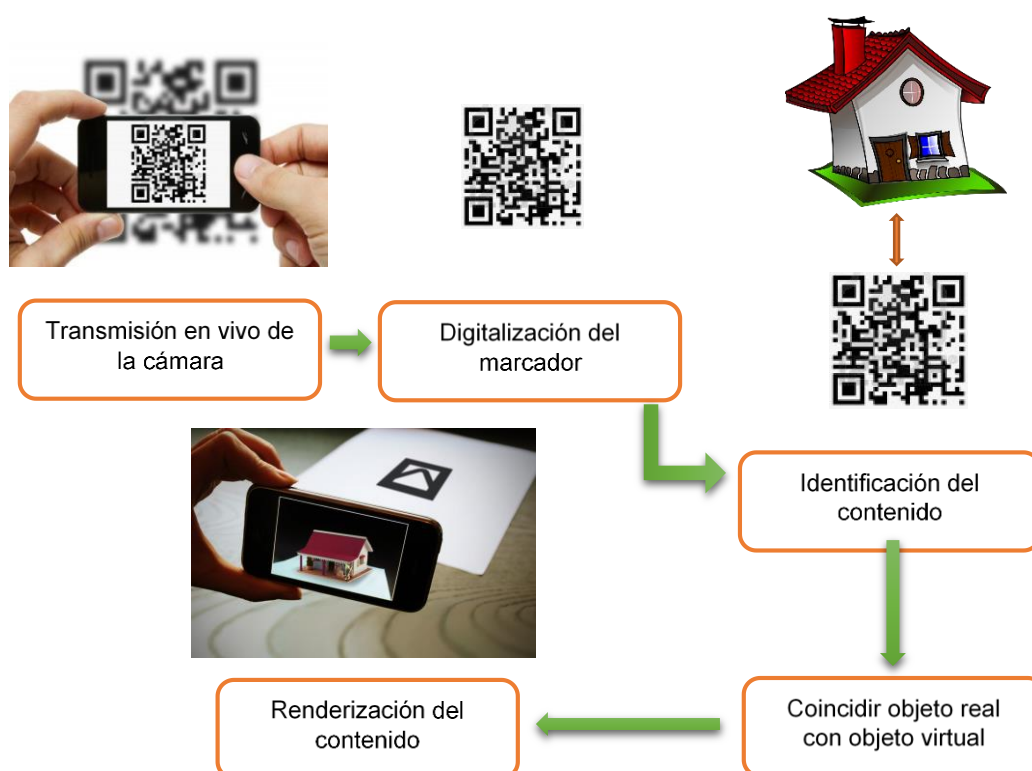 Transmisión en vivo de
la cámara
Digitalización del
marcador
Identificación del
contenido
Coincidir objeto real
con objeto virtual
Renderización del
contenido